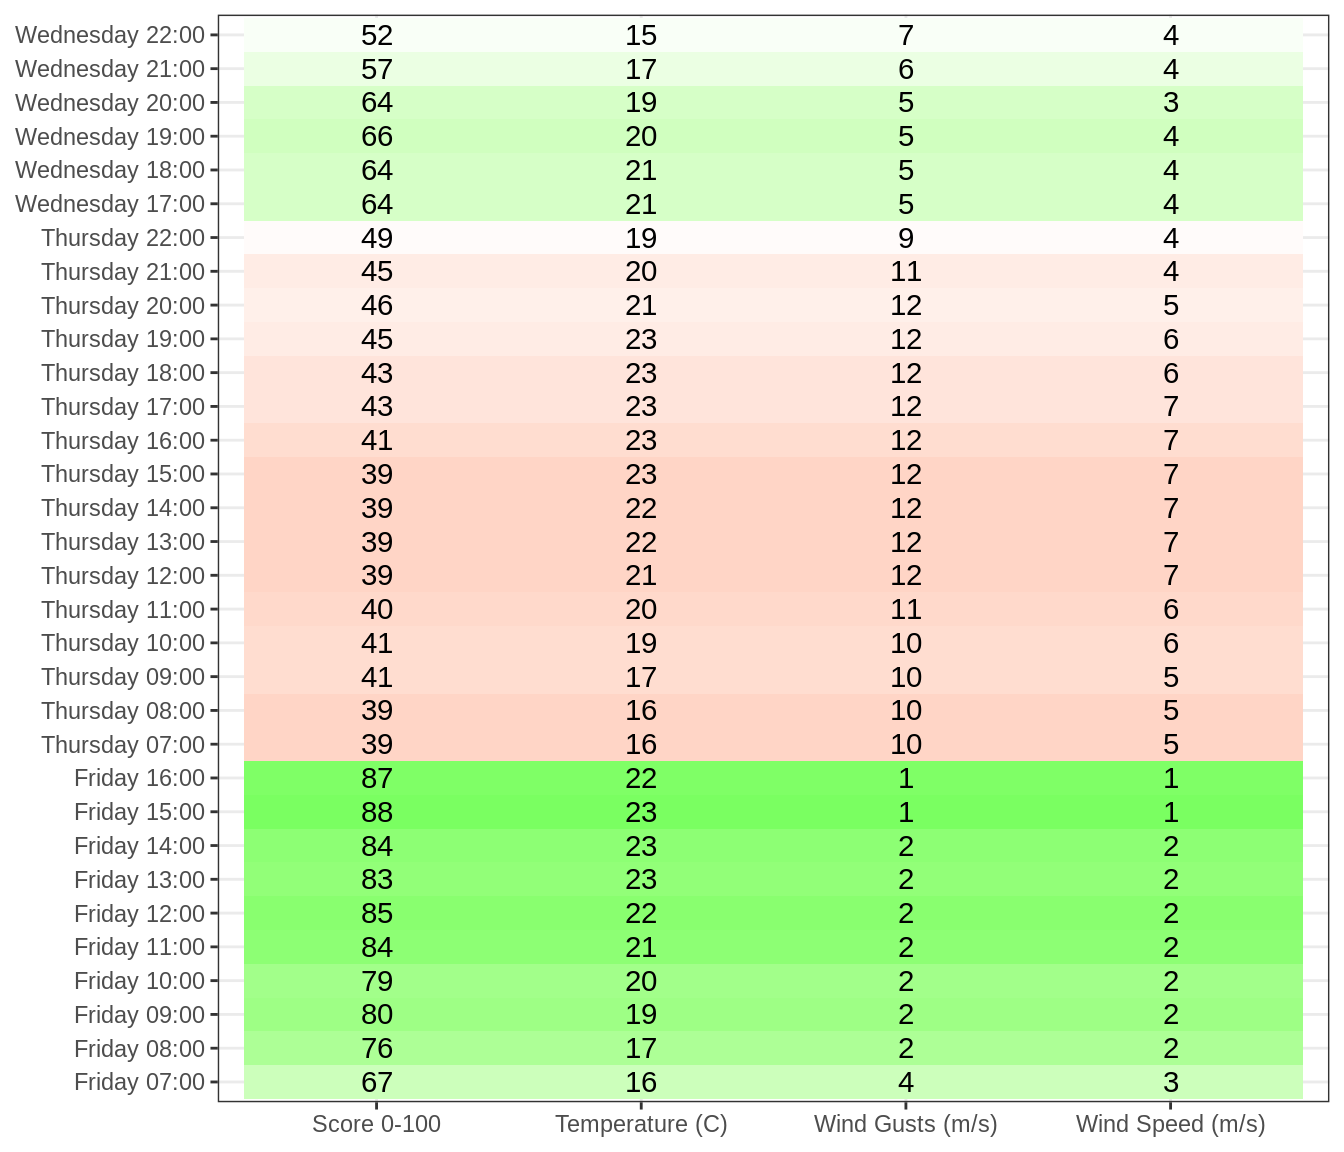 Wednesday 22:00 52 15 7 4
Wednesday 21:00 57 17 6 4
Wednesday 20:00 64 19 5 3
Wednesday 19:00 66 20 5 4
Wednesday 18:00 64 21 5 4
Wednesday 17:00 64 21 5 4
Thursday 22:00 49 19 9 4
Thursday 21:00 45 20 11 4
Thursday 20:00 46 21 12 5
Thursday 19:00 45 23 12 6
Thursday 18:00 43 23 12 6
Thursday 17:00 43 23 12 7
Thursday 16:00 41 23 12 7
Thursday 15:00 39 23 12 7
Thursday 14:00 39 22 12 7
Thursday 13:00 39 22 12 7
Thursday 12:00 39 21 12 7
Thursday 11:00 40 20 11 6
Thursday 10:00 41 19 10 6
Thursday 09:00 41 17 10 5
Thursday 08:00 39 16 10 5
Thursday 07:00 39 16 10 5
Friday 16:00 87 22 1 1
Friday 15:00 88 23 1 1
Friday 14:00 84 23 2 2
Friday 13:00 83 23 2 2
Friday 12:00 85 22 2 2
Friday 11:00 84 21 2 2
Friday 10:00 79 20 2 2
Friday 09:00 80 19 2 2
Friday 08:00 76 17 2 2
Friday 07:00 67 16 4 3
Score 0-100 Temperature (C) Wind Gusts (m/s) Wind Speed (m/s)